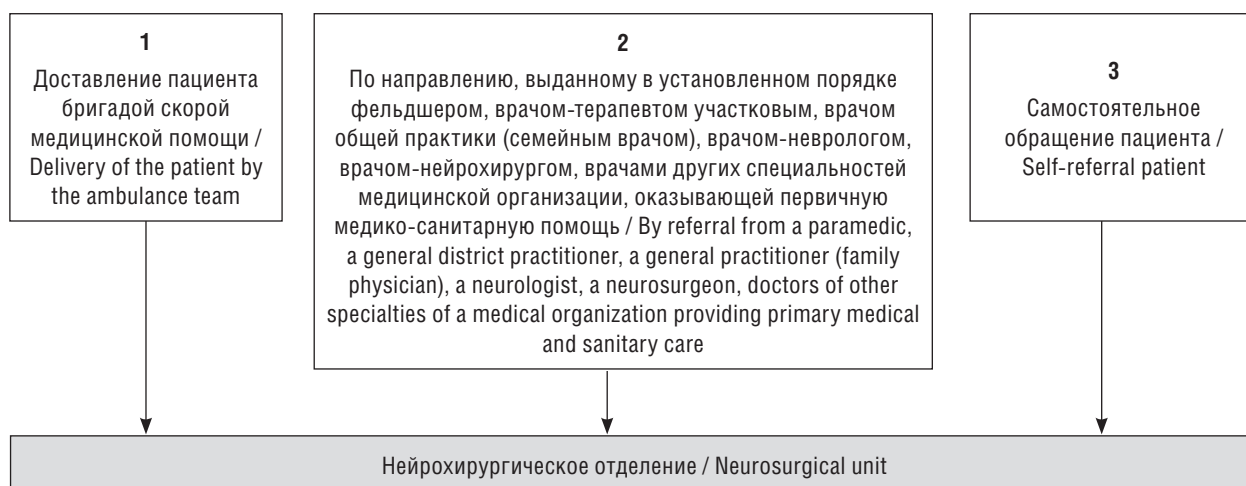 1
Доставление пациента
бригадой скорой
медицинской помощи /
Delivery of the patient by
the ambulance team
2
По направлению, выданному в установленном порядке
фельдшером, врачом-терапевтом участковым, врачом
общей практики (семейным врачом), врачом-неврологом,
врачом-нейрохирургом, врачами других специальностей
медицинской организации, оказывающей первичную
медико-санитарную помощь / By referral from a paramedic,
a general district practitioner, a general practitioner (family
physician), a neurologist, a neurosurgeon, doctors of other
specialties of a medical organization providing primary medical
and sanitary care
3
Самостоятельное
обращение пациента /
Self-referral patient
Нейрохирургическое отделение / Neurosurgical unit